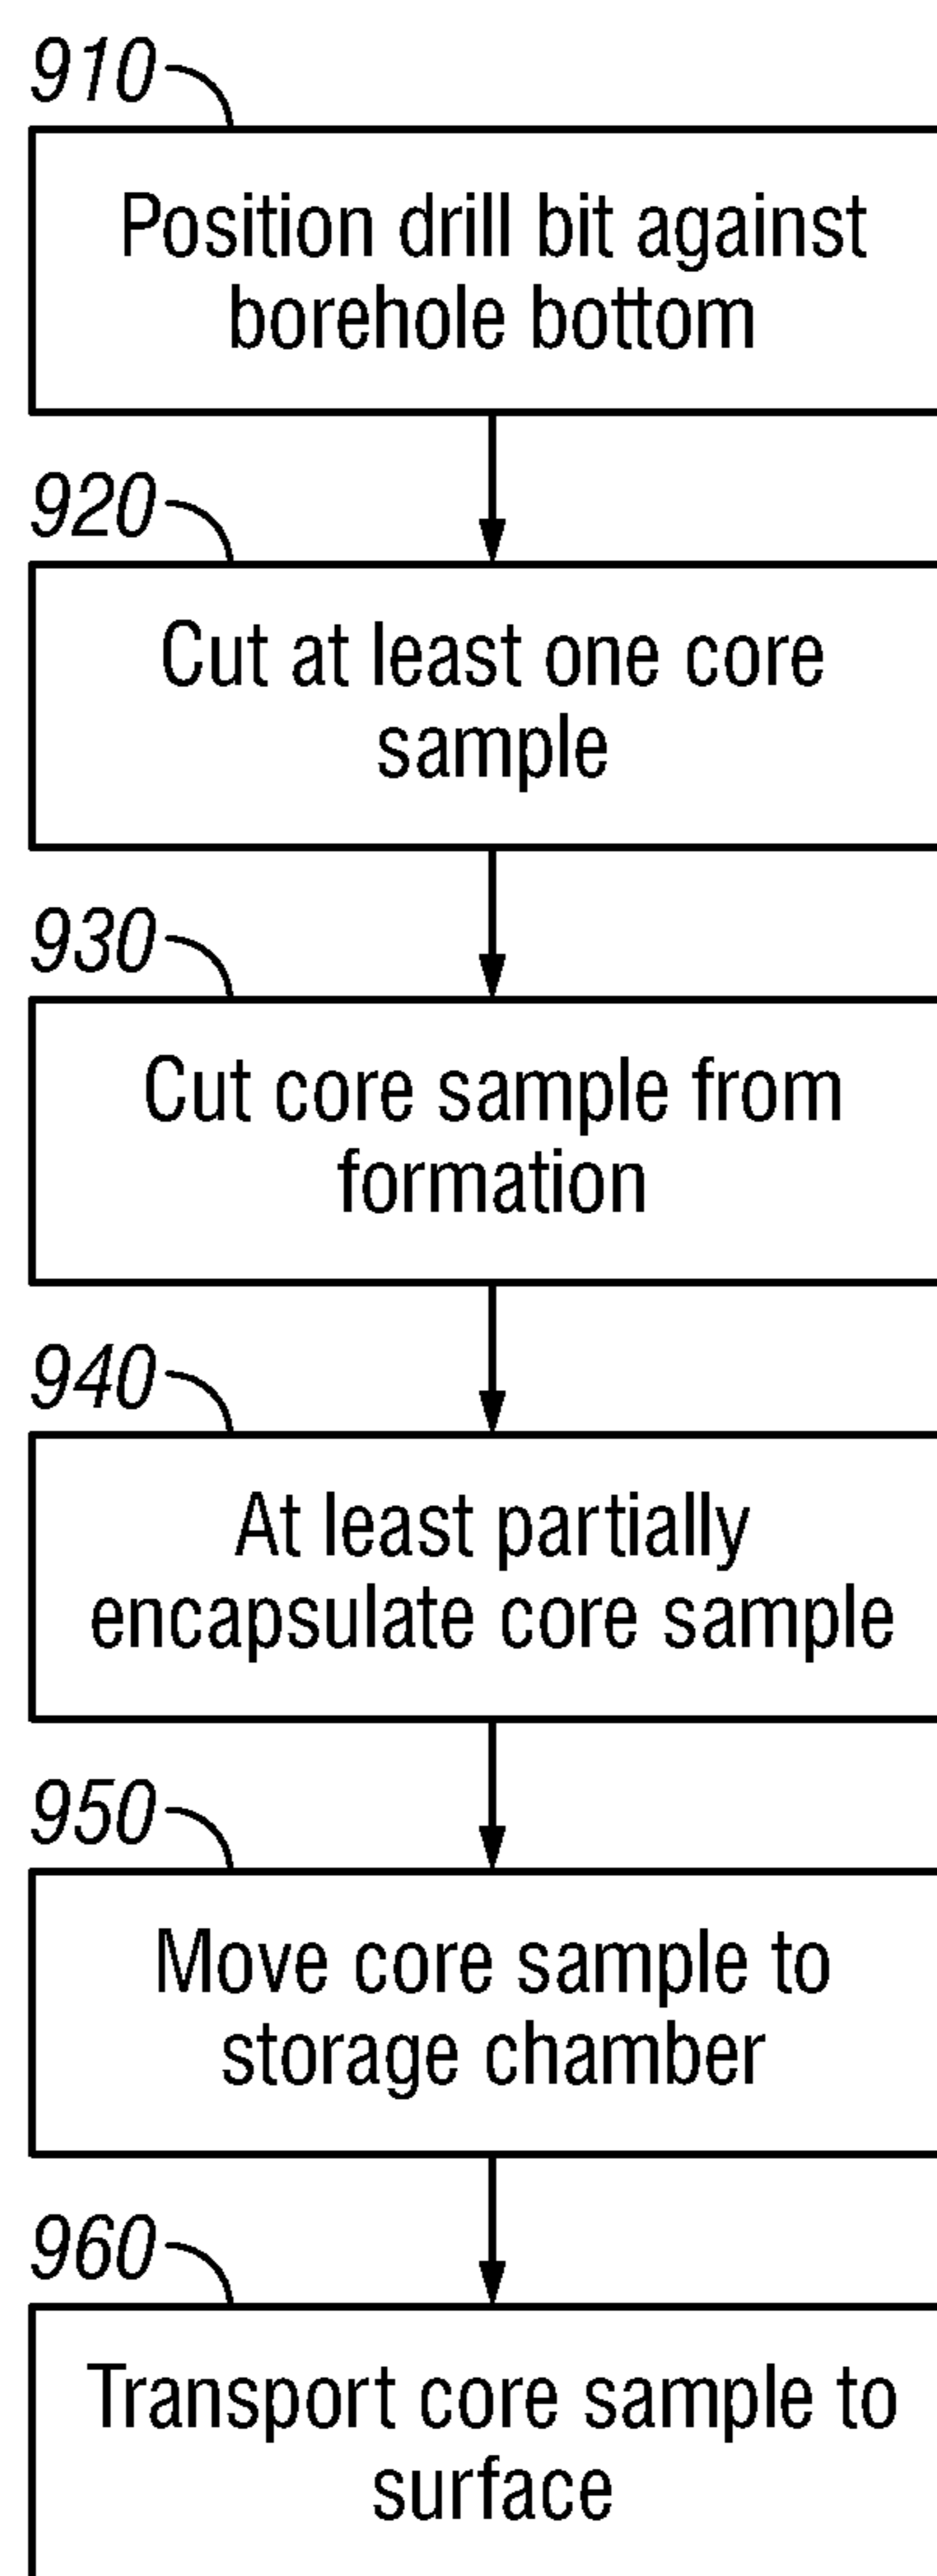 910
Position drill bit against
borehole bottom
920
Cut at least one core
sample
930
Cut core sample from
formation
940
At least partially
encapsulate core sample
950
Move core sample to
storage chamber
960
Transport core sample to
surface